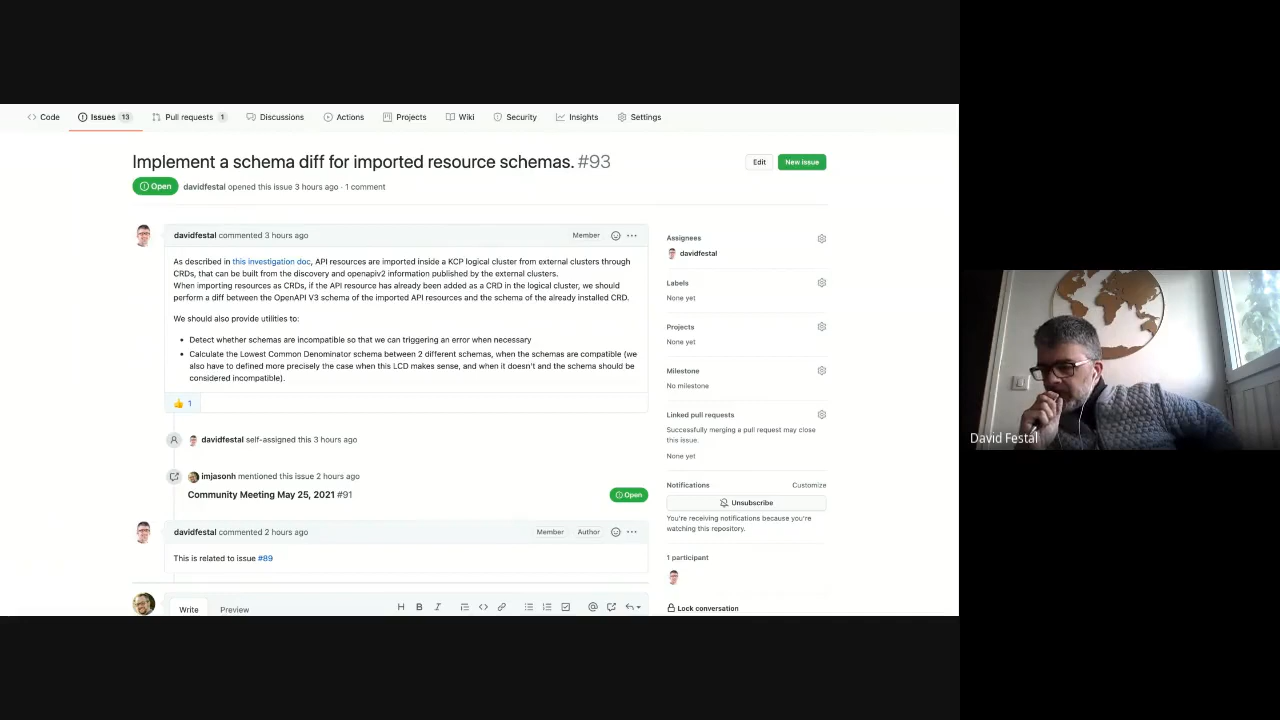 Code Issues 13 Pull requests 1 Discussions Actions Projects Wiki Security Insights Settings
Implement a schema diff for imported resource schemas. #93
Edit New issue
Open davidfestal opened this issue 3 hours ago · 1 comment
davidfestal commented 3 hours ago Member
As described in this investigation doc, API resources are imported inside a KCP logical cluster from external clusters through
CRDs, that can be built from the discovery and openapiv2 information published by the external clusters.
When importing resources as CRDs, if the API resource has already been added as a CRD in the logical cluster, we should
perform a diff between the OpenAPI V3 schema of the imported API resources and the schema of the already installed CRD.
We should also provide utilities to:
• Detect whether schemas are incompatible so that we can triggering an error when necessary
• Calculate the Lowest Common Denominator schema between 2 different schemas, when the schemas are compatible (we
also have to defined more precisely the case when this LCD makes sense, and when it doesn't and the schema should be
considered incompatible).
👍 1
davidfestal self-assigned this 3 hours ago
imjasonh mentioned this issue 2 hours ago
Community Meeting May 25, 2021 #91
Open
davidfestal commented 2 hours ago Member Author
This is related to issue #89
Write Preview
Assignees
davidfestal
Labels
None yet
Projects
None yet
Milestone
No milestone
Linked pull requests
Successfully merging a pull request may close
this issue.
None yet
Notifications Customize
Unsubscribe
You're receiving notifications because you're
watching this repository.
1 participant
Lock conversation
David Festal